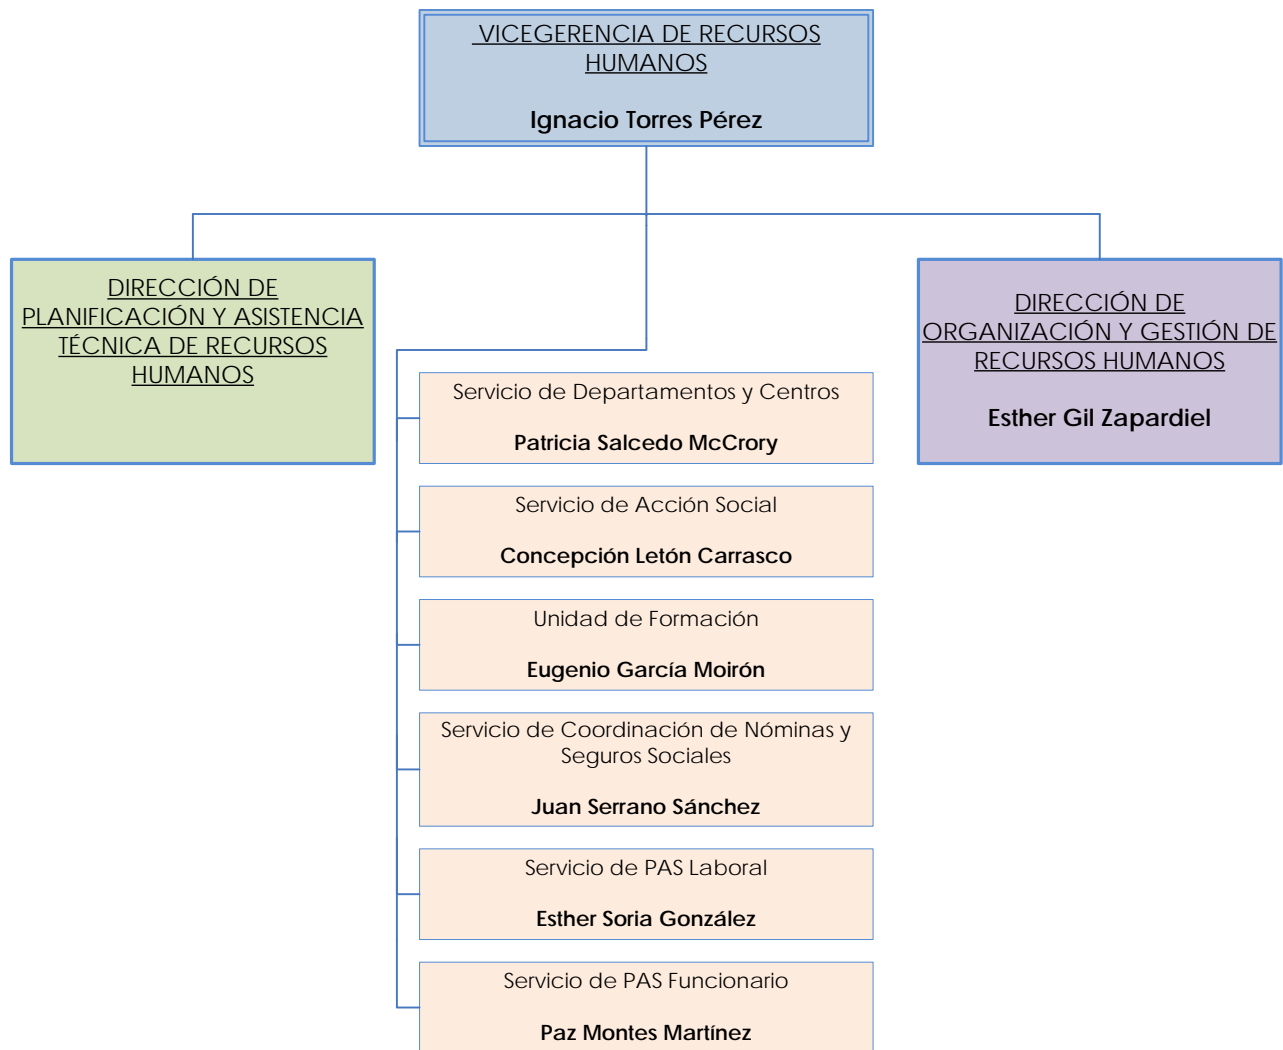 VICEGERENCIA DE RECURSOS
HUMANOS
Ignacio Torres Pérez
DIRECCIÓN DE
PLANIFICACIÓN Y ASISTENCIA
TÉCNICA DE RECURSOS
HUMANOS
DIRECCIÓN DE
ORGANIZACIÓN Y GESTIÓN DE
RECURSOS HUMANOS
Esther Gil Zapardiel
Servicio de Departamentos y Centros
Patricia Salcedo McCrory
Servicio de Acción Social
Concepción Letón Carrasco
Unidad de Formación
Eugenio García Moirón
Servicio de Coordinación de Nóminas y
Seguros Sociales
Juan Serrano Sánchez
Servicio de PAS Laboral
Esther Soria González
Servicio de PAS Funcionario
Paz Montes Martínez